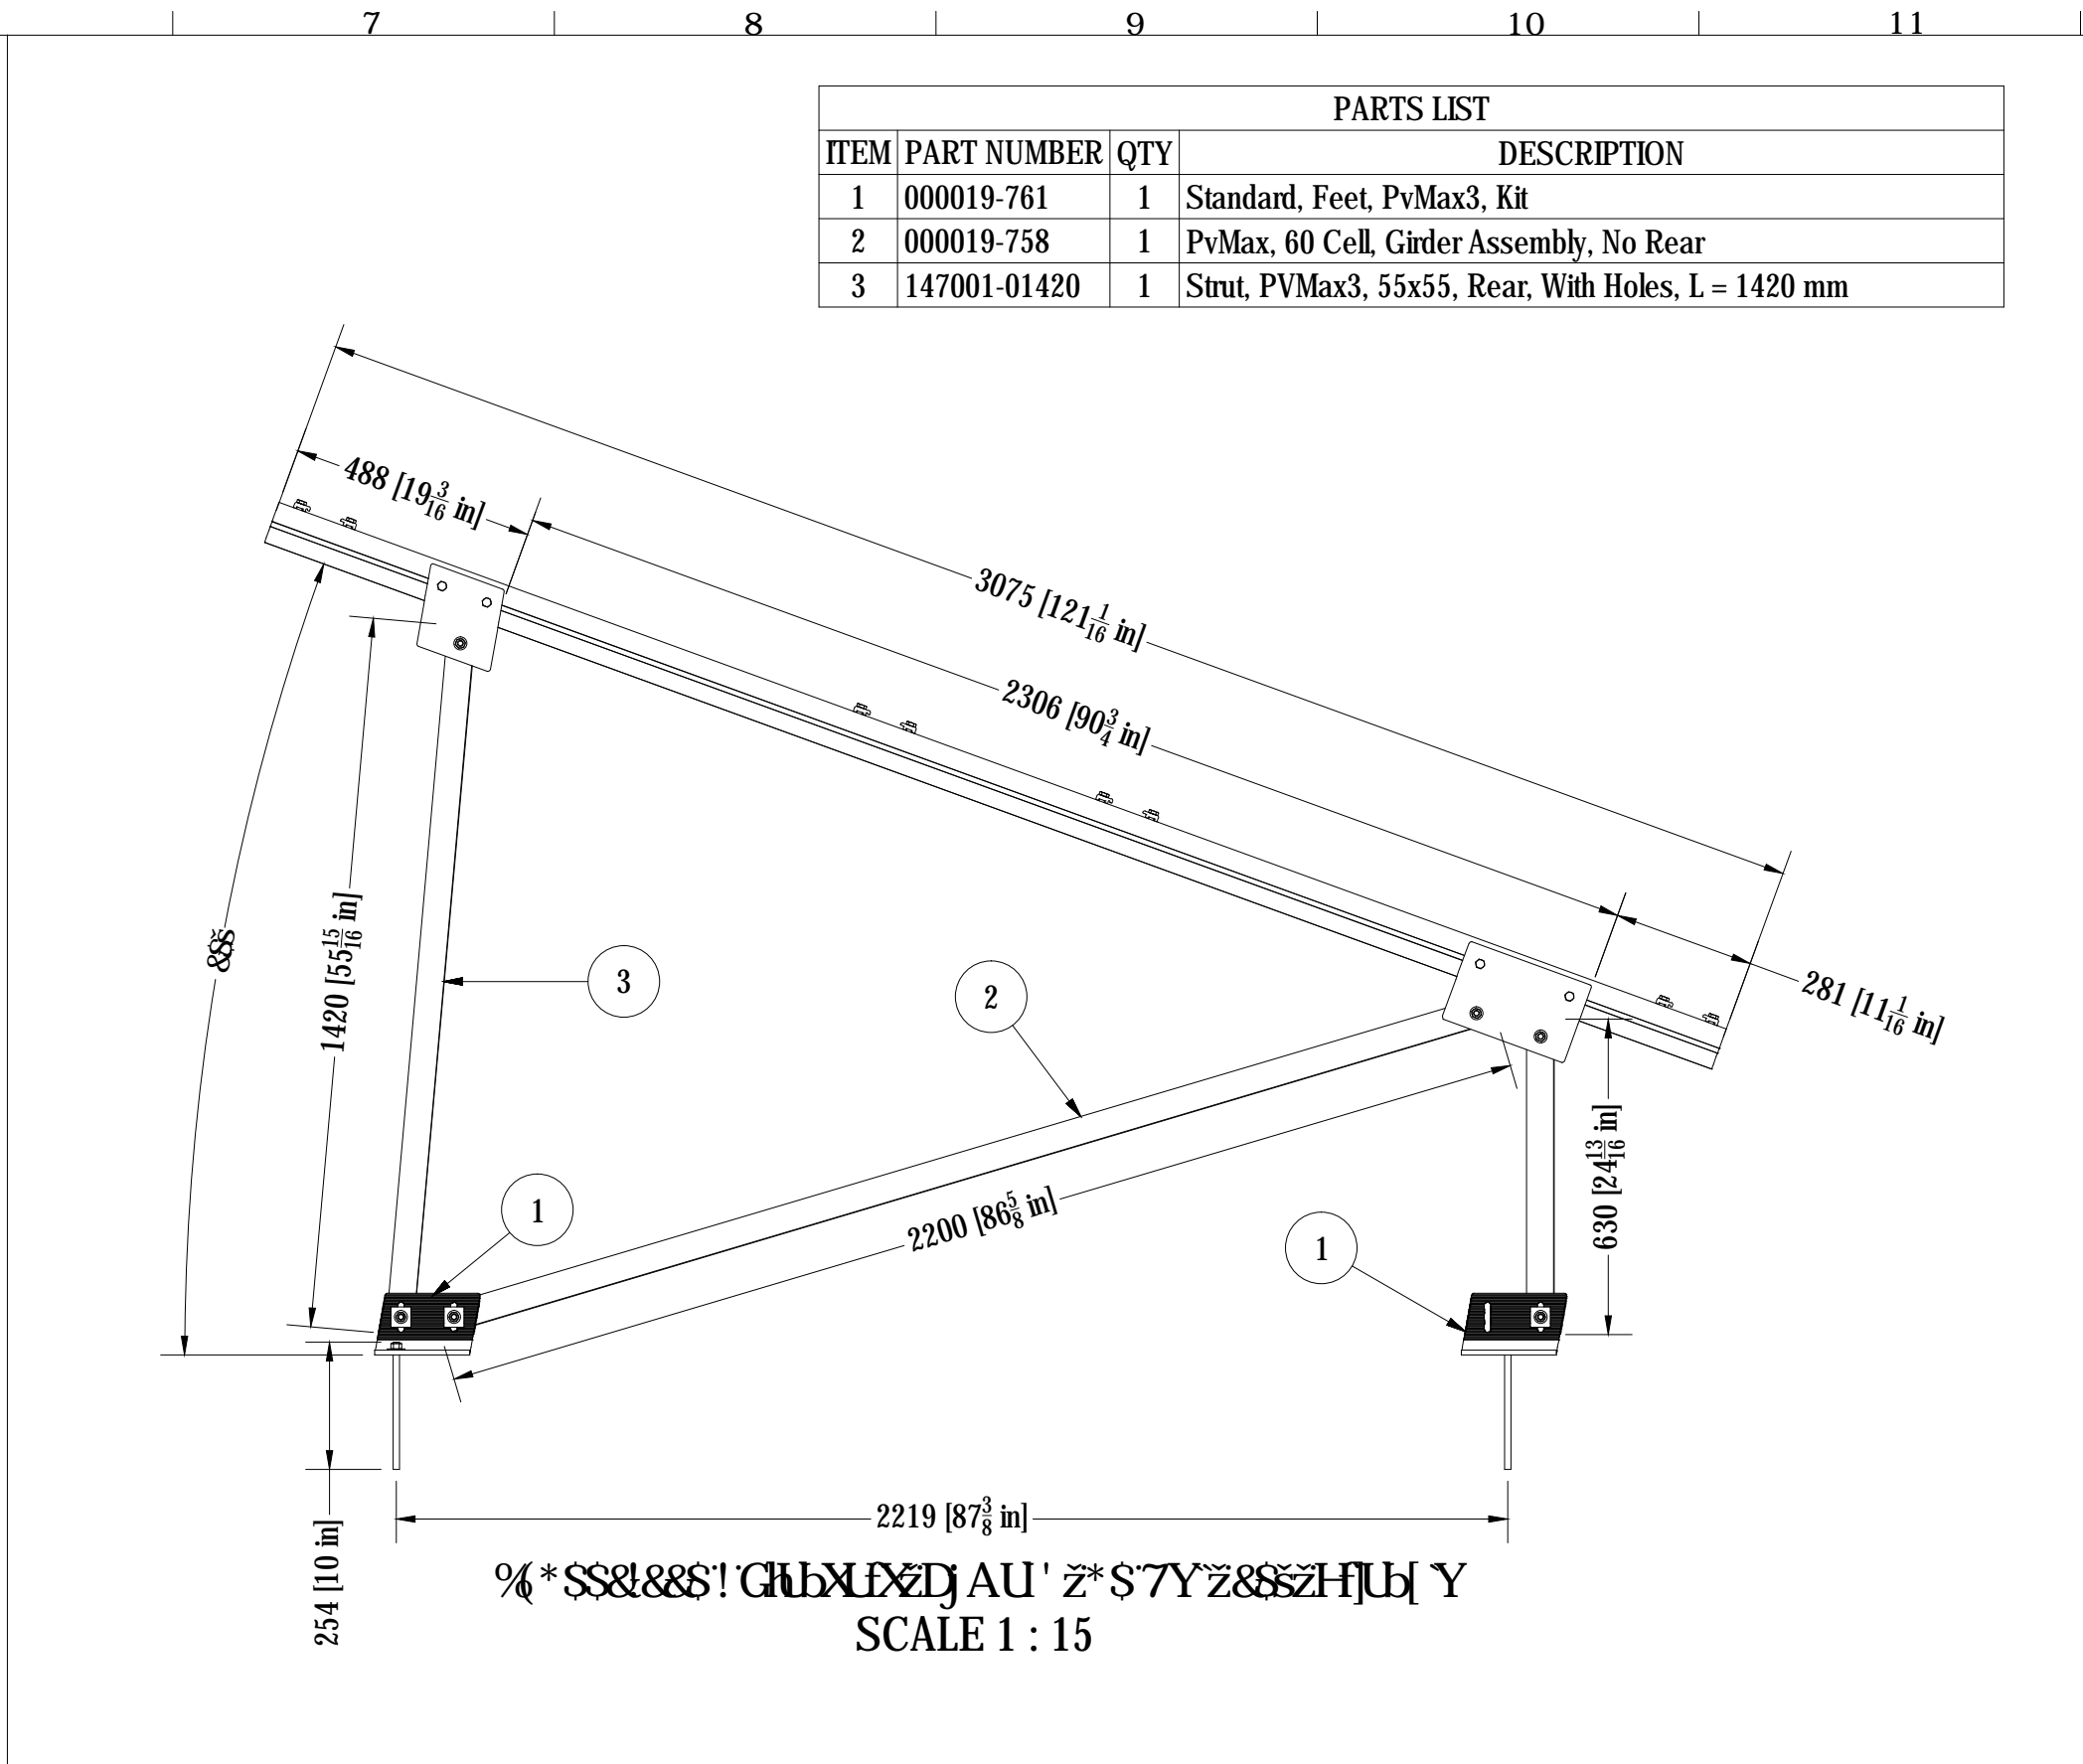 7 8 9 10 11
PARTS LIST
ITEM PART NUMBER QTY DESCRIPTION
1 000019-761 1 Standard, Feet, PvMax3, Kit
2 000019-758 1 PvMax, 60 Cell, Girder Assembly, No Rear
3 147001-01420 1 Strut, PVMax3, 55x55, Rear, With Holes, L = 1420 mm
488 [19 3/16 in]
3075 [121 1/16 in]
2306 [90 3/4 in]
281 [11 1/16 in]
1420 [55 15/16 in]
3
2
630 [24 13/16 in]
1
2200 [86 5/8 in]
1
2219 [87 3/8 in]
254 [10 in]
SCALE 1 : 15